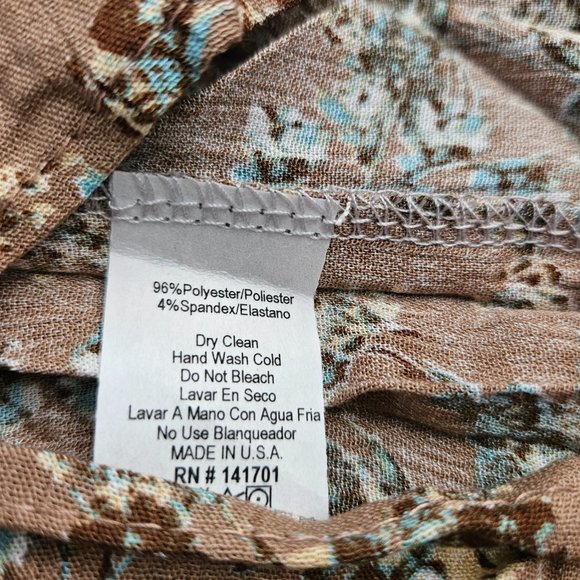 96%Polyester/Poliester
4%Spandex/Elastano
Dry Clean
Hand Wash Cold
Do Not Bleach
Lavar En Seco
Lavar A Mano Con Agua Fria
No Use Blanqueador
MADE IN U.S.A.
RN # 141701